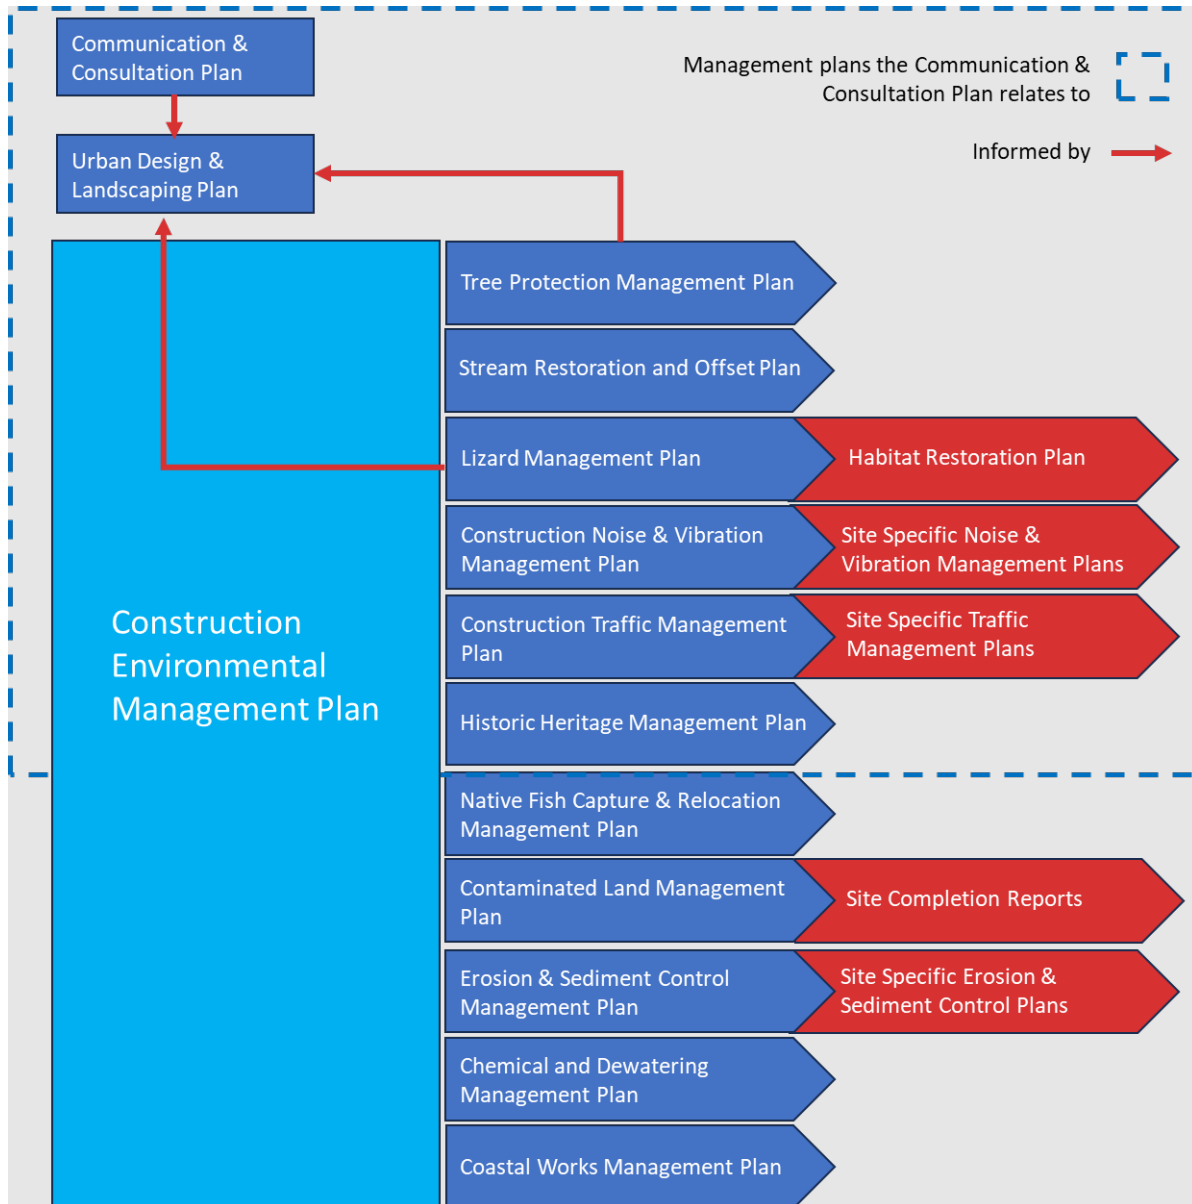 Communication &
Consultation Plan
Management plans the Communication &
Consultation Plan relates to
Informed by
Urban Design &
Landscaping Plan
Construction
Environmental
Management Plan
Tree Protection Management Plan
Stream Restoration and Offset Plan
Lizard Management Plan
Habitat Restoration Plan
Construction Noise & Vibration
Management Plan
Site Specific Noise &
Vibration Management Plans
Construction Traffic Management
Plan
Site Specific Traffic
Management Plans
Historic Heritage Management Plan
Native Fish Capture & Relocation
Management Plan
Contaminated Land Management
Plan
Site Completion Reports
Erosion & Sediment Control
Management Plan
Site Specific Erosion &
Sediment Control Plans
Chemical and Dewatering
Management Plan
Coastal Works Management Plan